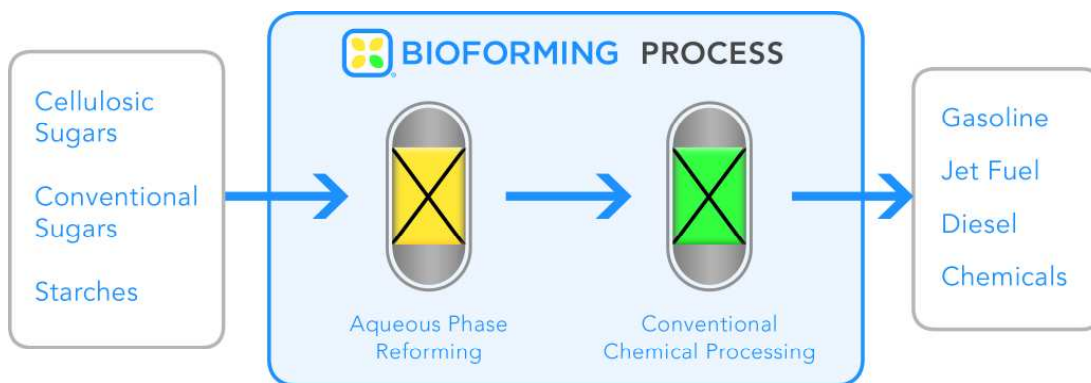 BIOFORMING PROCESS
Cellulosic
Sugars
Conventional
Sugars
Starches
Aqueous Phase
Reforming
Conventional
Chemical Processing
Gasoline
Jet Fuel
Diesel
Chemicals